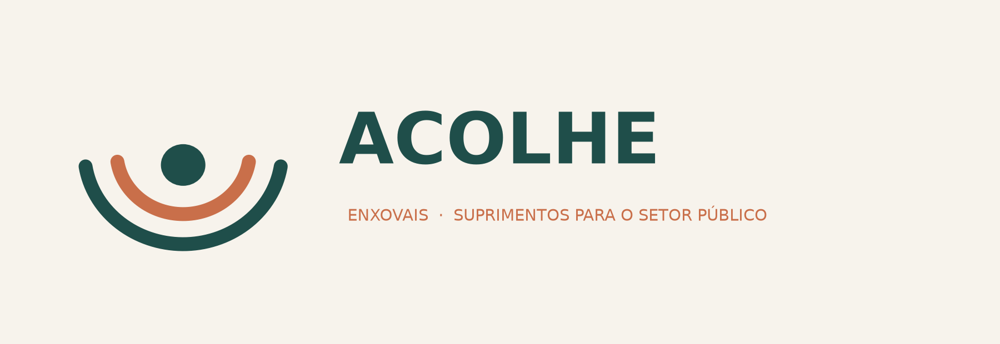 ACOLHE
ENXOVAIS · SUPRIMENTOS PARA O SETOR PÚBLICO